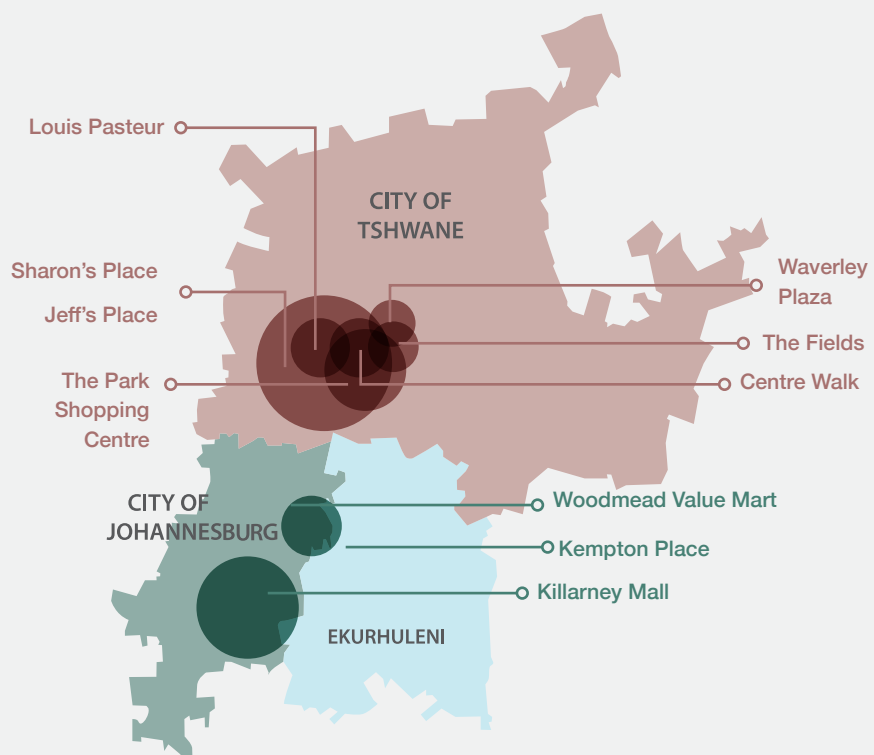 Louis Pasteur
CITY OF
TSHWANE
Sharon's Place
Jeff's Place
Waverley
Plaza
The Fields
The Park
Shopping
Centre
Centre Walk
CITY OF
JOHANNESBURG
Woodmead Value Mart
Kempton Place
Killarney Mall
EKURHULENI